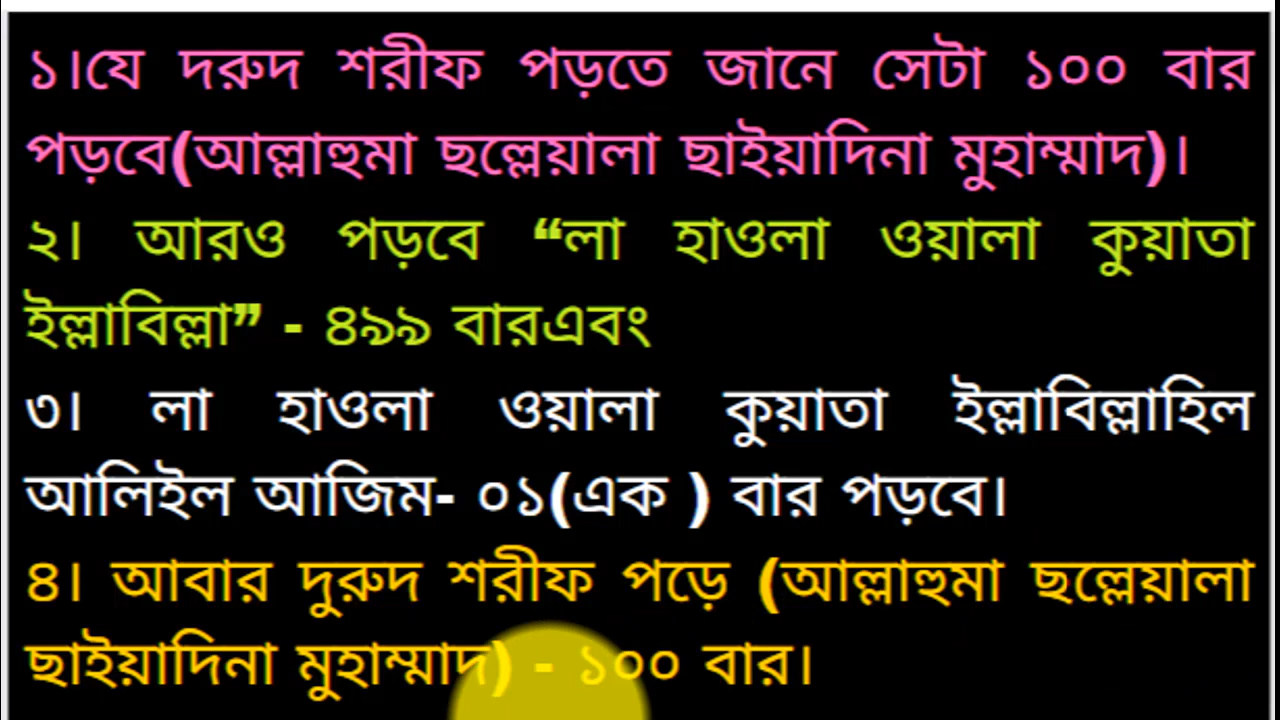 ১।যে দরুদ শরীফ পড়তে জানে সেটা ১০০ বার
পড়বে(আল্লাহুমা ছল্লেয়ালা ছাইয়াদিনা মুহাম্মাদ)।
২। আরও পড়বে “লা হাওলা ওয়ালা কুয়াতা
ইল্লাবিল্লা” - ৪৯৯ বারএবং
৩। লা হাওলা ওয়ালা কুয়াতা ইল্লাবিল্লাহিল
আলিইল আজিম- ০১(এক ) বার পড়বে।
৪। আবার দুরুদ শরীফ পড়ে (আল্লাহুমা ছল্লেয়ালা
ছাইয়াদিনা মুহাম্মাদ) - ১০০ বার।